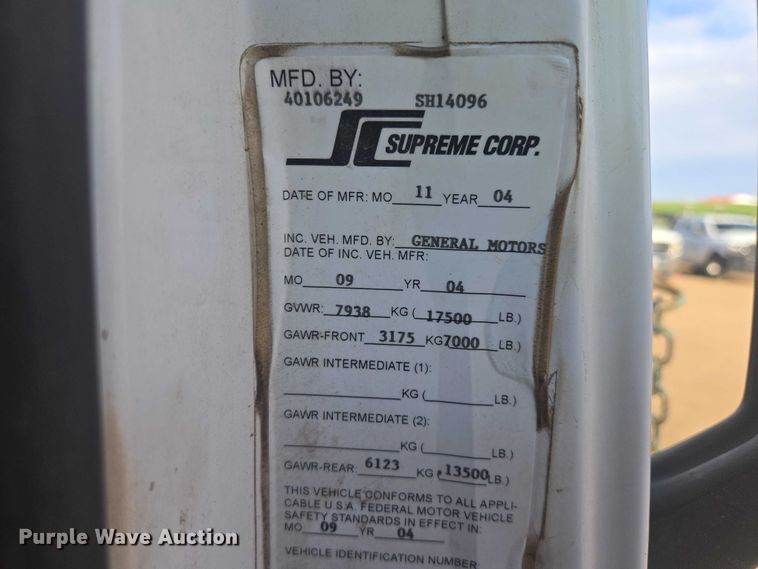 MFD. BY:
40106249 SH14096
SC SUPREME CORP.
DATE OF MFR: MO 11 YEAR 04
INC. VEH. MFD. BY: GENERAL MOTORS
DATE OF INC. VEH. MFR:
MO 09 YR 04
GVWR: 7938 KG ( 17500 LB.)
GAWR-FRONT 3175 KG 7000 LB.)
GAWR INTERMEDIATE (1):
KG ( LB.)
GAWR INTERMEDIATE (2):
KG ( LB.)
GAWR-REAR: 6123 KG ( 13500 LB.)
THIS VEHICLE CONFORMS TO ALL APPLI-
CABLE U.S.A. FEDERAL MOTOR VEHICLE
SAFETY STANDARDS IN EFFECT IN:
MO 09 YR 04
VEHICLE IDENTIFICATION NUMBER:
Purple Wave Auction®